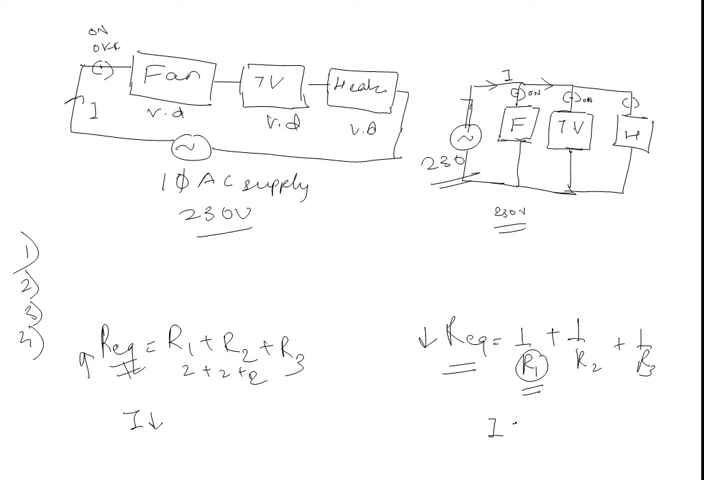 ON
OFF
Fan
TV
Heater
I
v.d
v.d
v.d
1φ AC supply
230V
I
ON
ON
F
TV
H
230
230V
1)
2)
3)
4)
↑ Req = R1 + R2 + R3
2+2+2
I↓
↓ Req = 1/R1 + 1/R2 + 1/R3
I